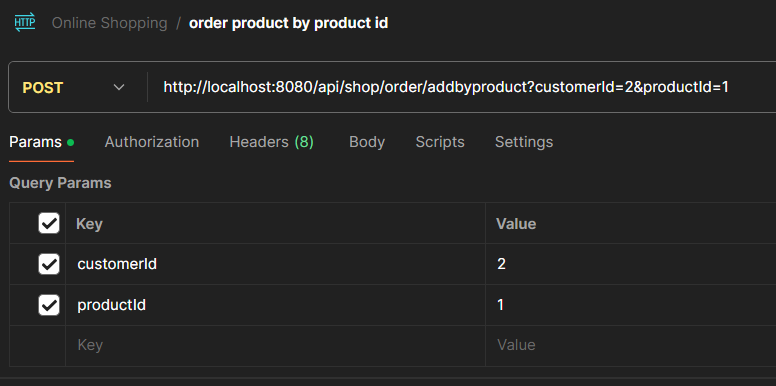 HTTP Online Shopping / order product by product id
POST http://localhost:8080/api/shop/order/addbyproduct?customerId=2&productId=1
Params Authorization Headers (8) Body Scripts Settings
Query Params
Key Value
customerId 2
productId 1
Key Value